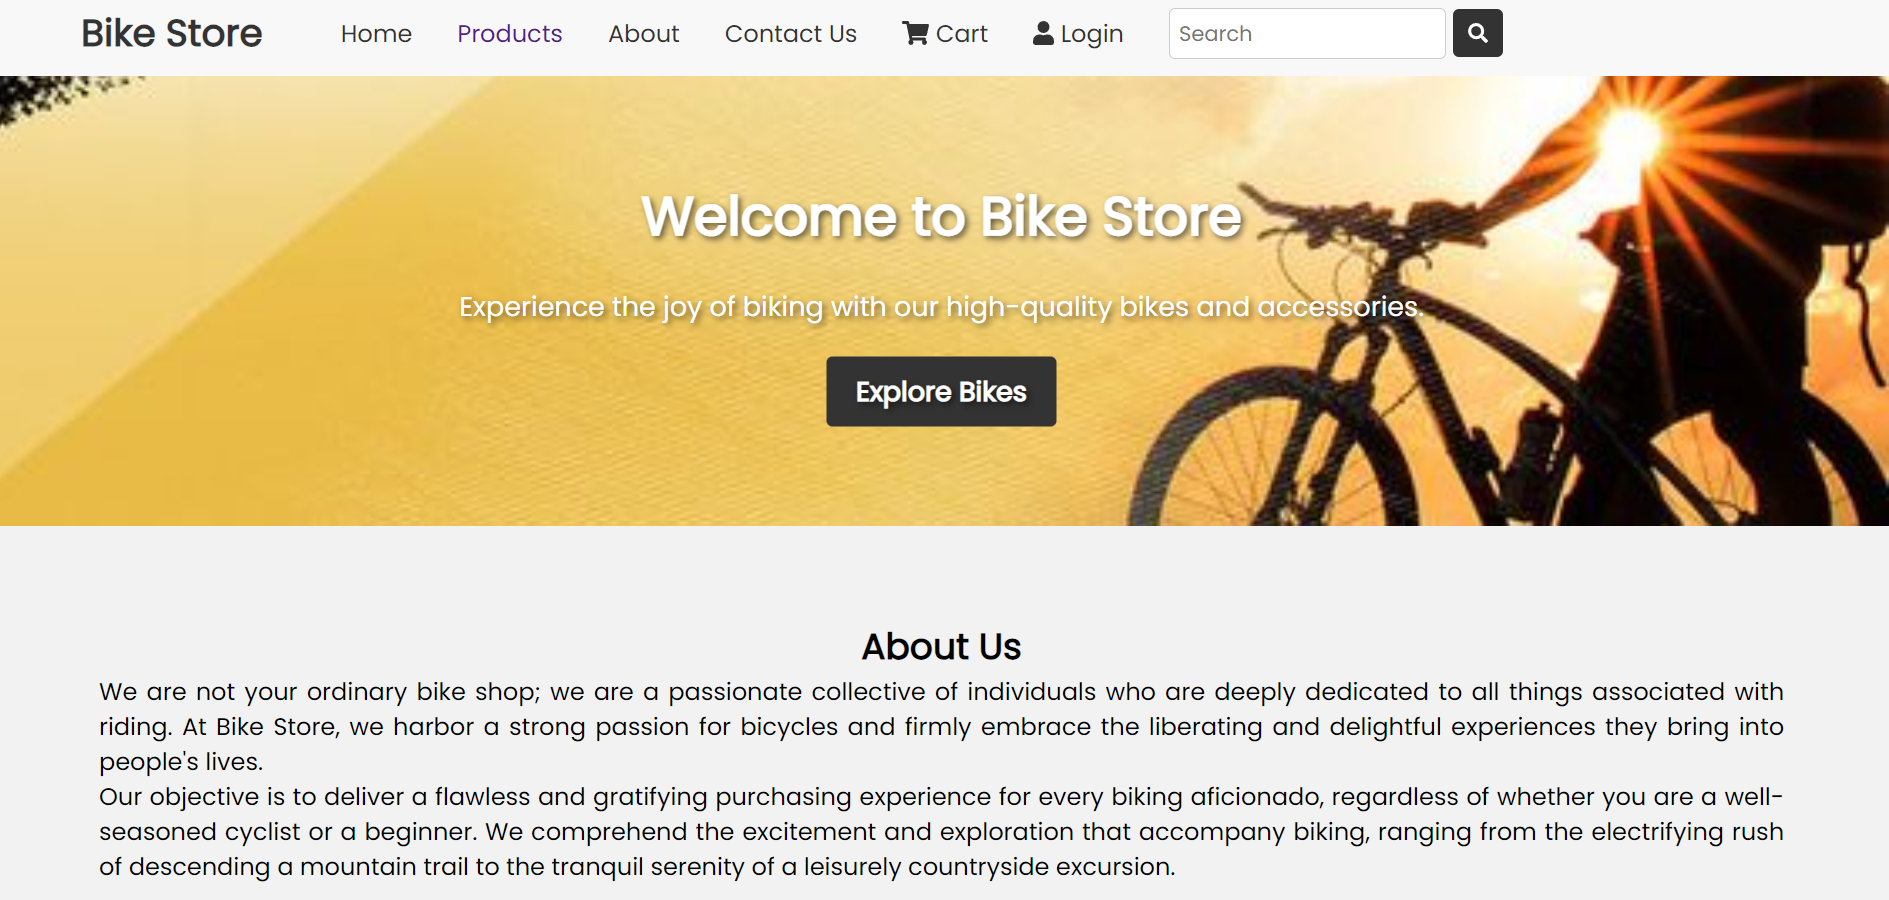 Bike Store Home Products About Contact Us Cart Login Search
Welcome to Bike Store
Experience the joy of biking with our high-quality bikes and accessories.
Explore Bikes
About Us
We are not your ordinary bike shop; we are a passionate collective of individuals who are deeply dedicated to all things associated with
riding. At Bike Store, we harbor a strong passion for bicycles and firmly embrace the liberating and delightful experiences they bring into
people's lives.
Our objective is to deliver a flawless and gratifying purchasing experience for every biking aficionado, regardless of whether you are a well-
seasoned cyclist or a beginner. We comprehend the excitement and exploration that accompany biking, ranging from the electrifying rush
of descending a mountain trail to the tranquil serenity of a leisurely countryside excursion.